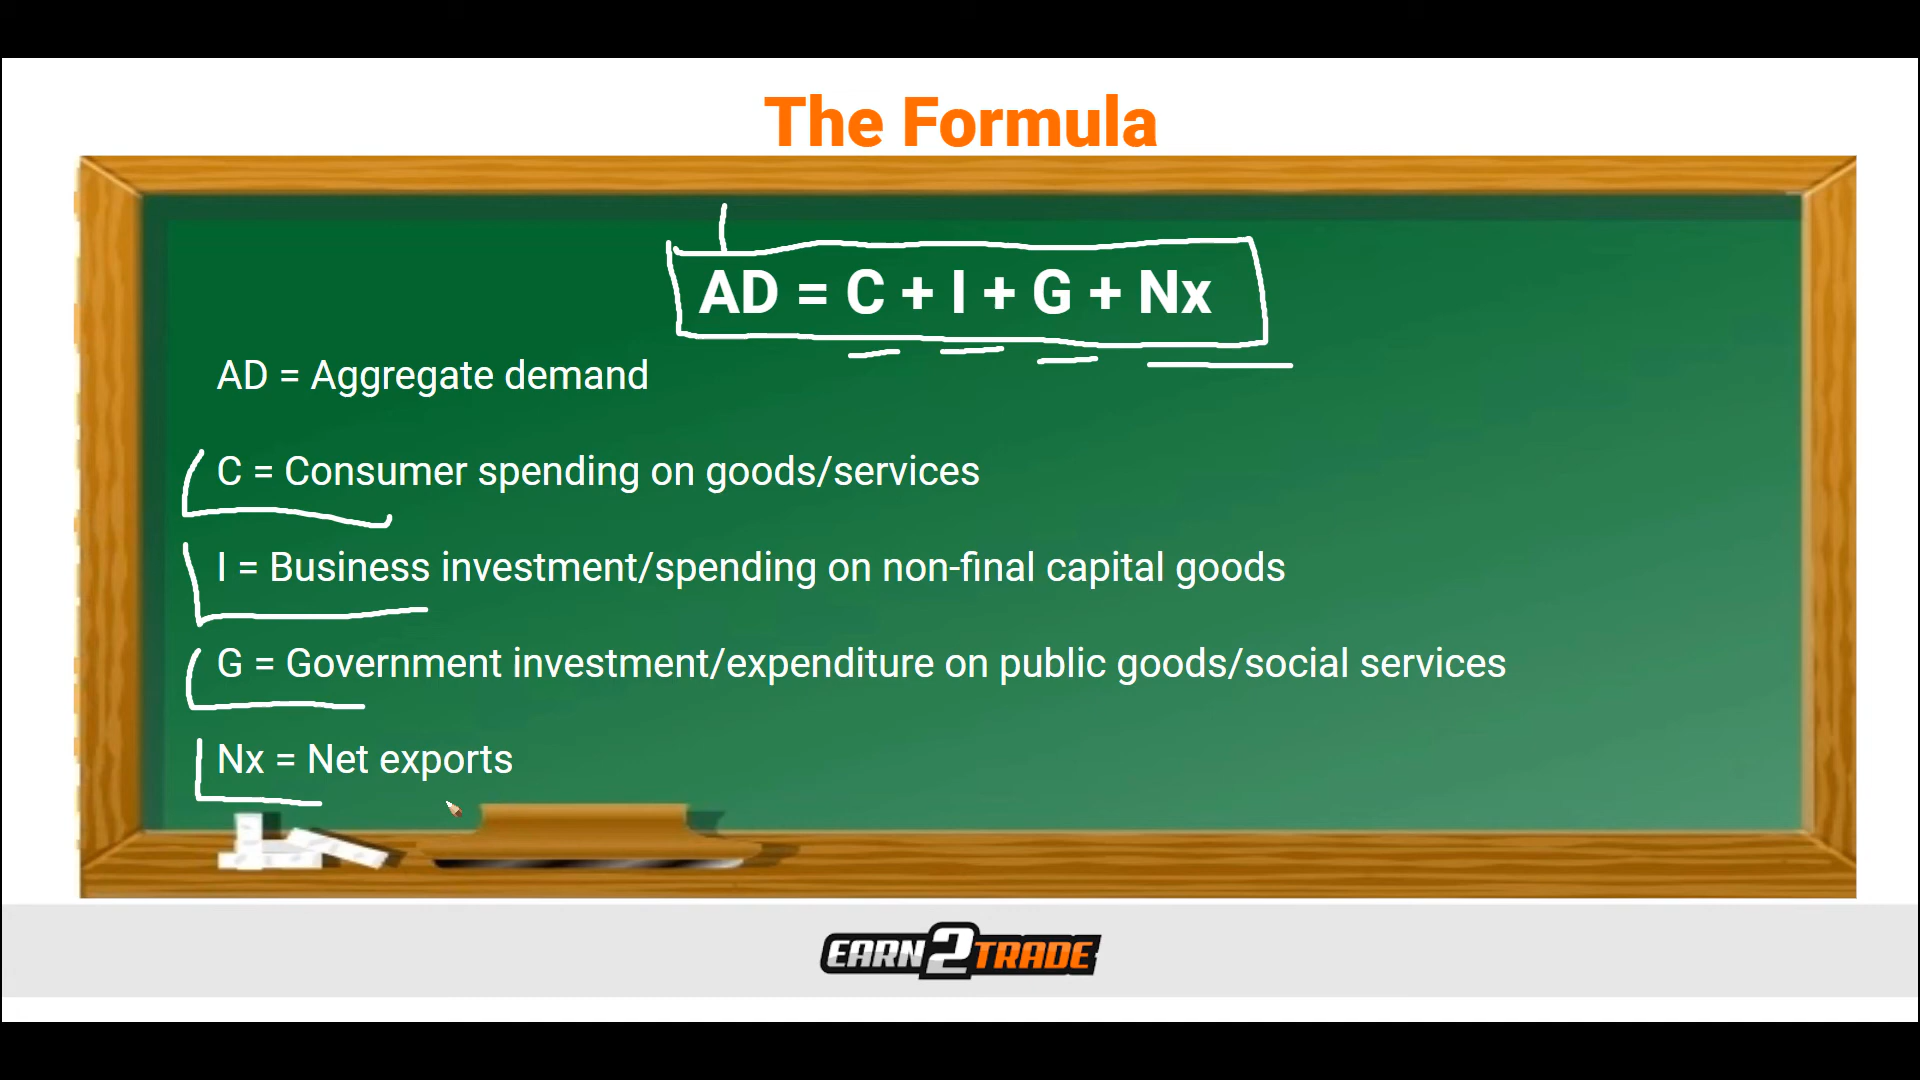 The Formula
AD = C + I + G + Nx
AD = Aggregate demand
C = Consumer spending on goods/services
I = Business investment/spending on non-final capital goods
G = Government investment/expenditure on public goods/social services
Nx = Net exports
EARN2TRADE